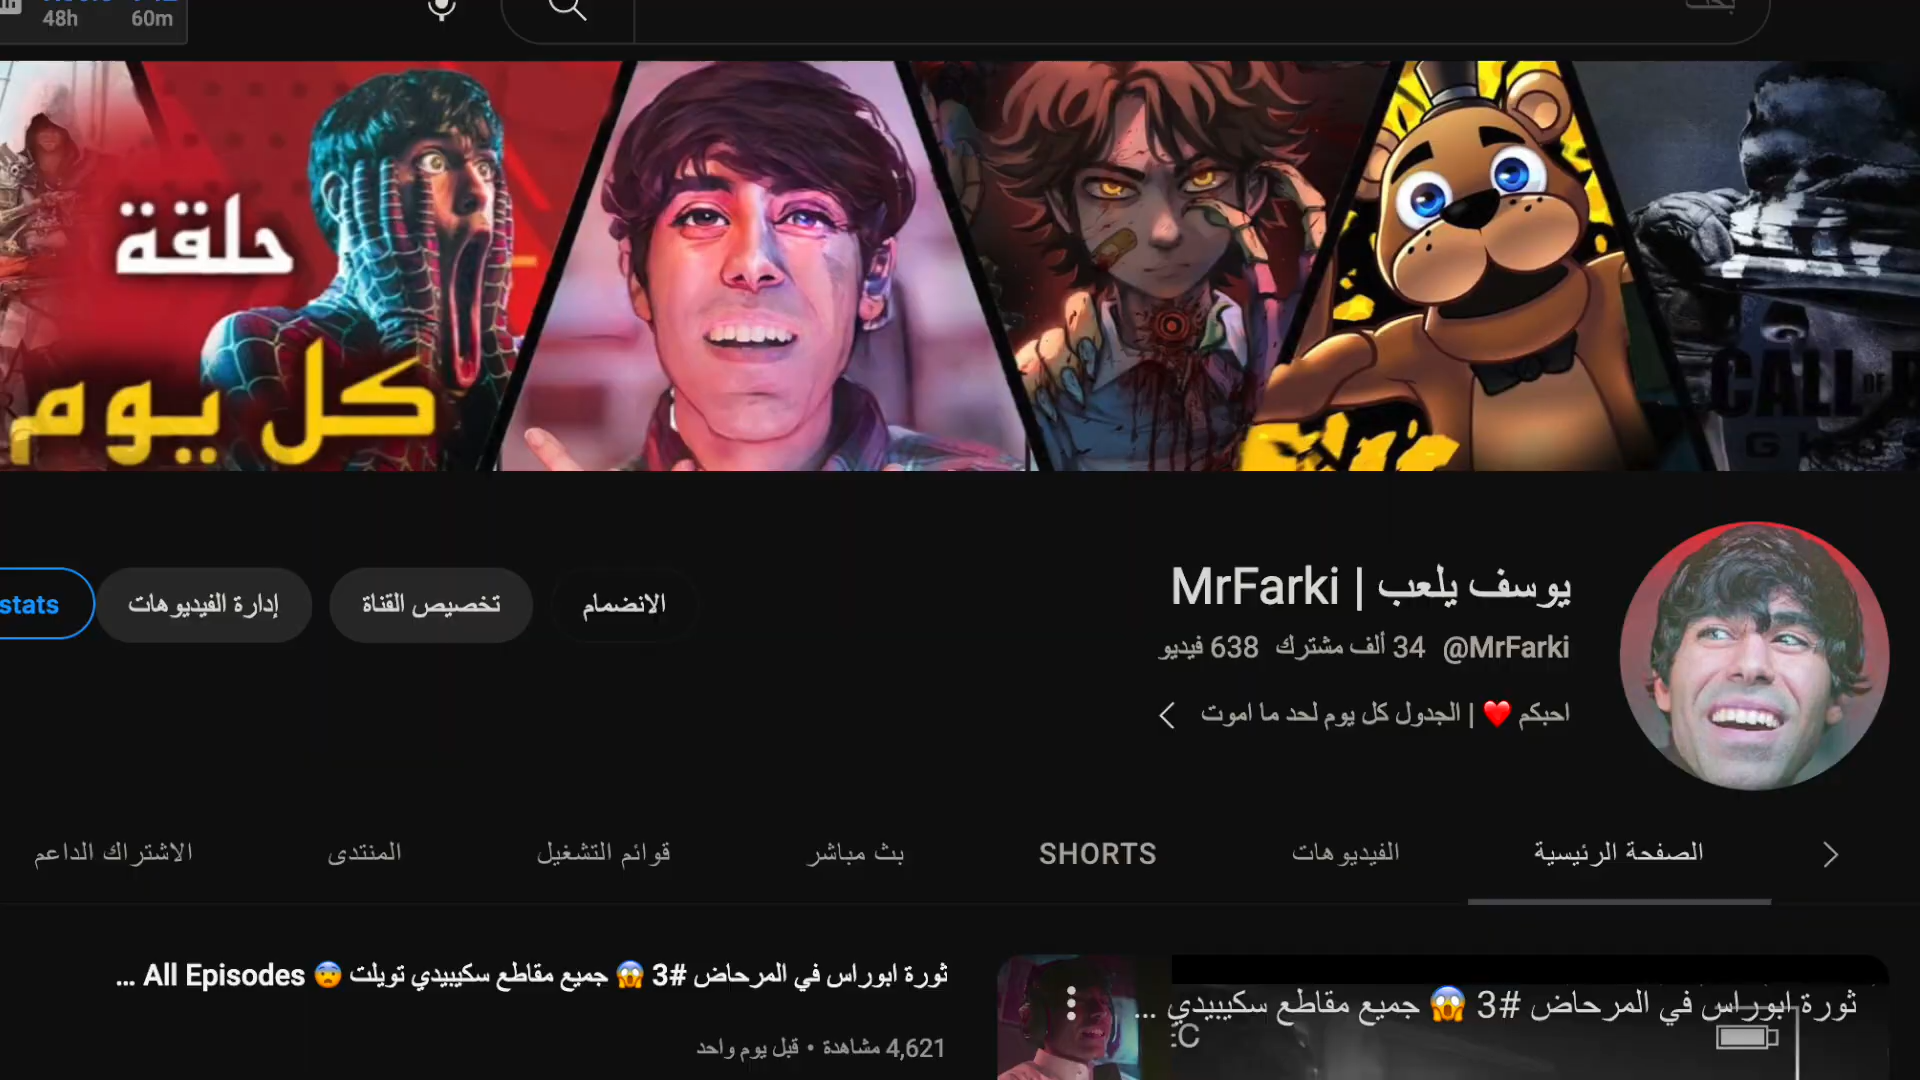 48h 60m
حلقة
كل يوم
CALL OF
يوسف يلعب | MrFarki
@MrFarki 34 ألف مشترك 638 فيديو
احبكم ❤️ | الجدول كل يوم لحد ما اموت
الانضمام
تخصيص القناة
إدارة الفيديوهات
stats
الصفحة الرئيسية
الفيديوهات
SHORTS
بث مباشر
قوائم التشغيل
المنتدى
الاشتراك الداعم
ثورة ابوراس في المرحاض #3 😱 جميع مقاطع سكيبيدي ...
ثورة ابوراس في المرحاض #3 😱 جميع مقاطع سكيبيدي تويلت 😨 All Episodes ...
4,621 مشاهدة • قبل يوم واحد